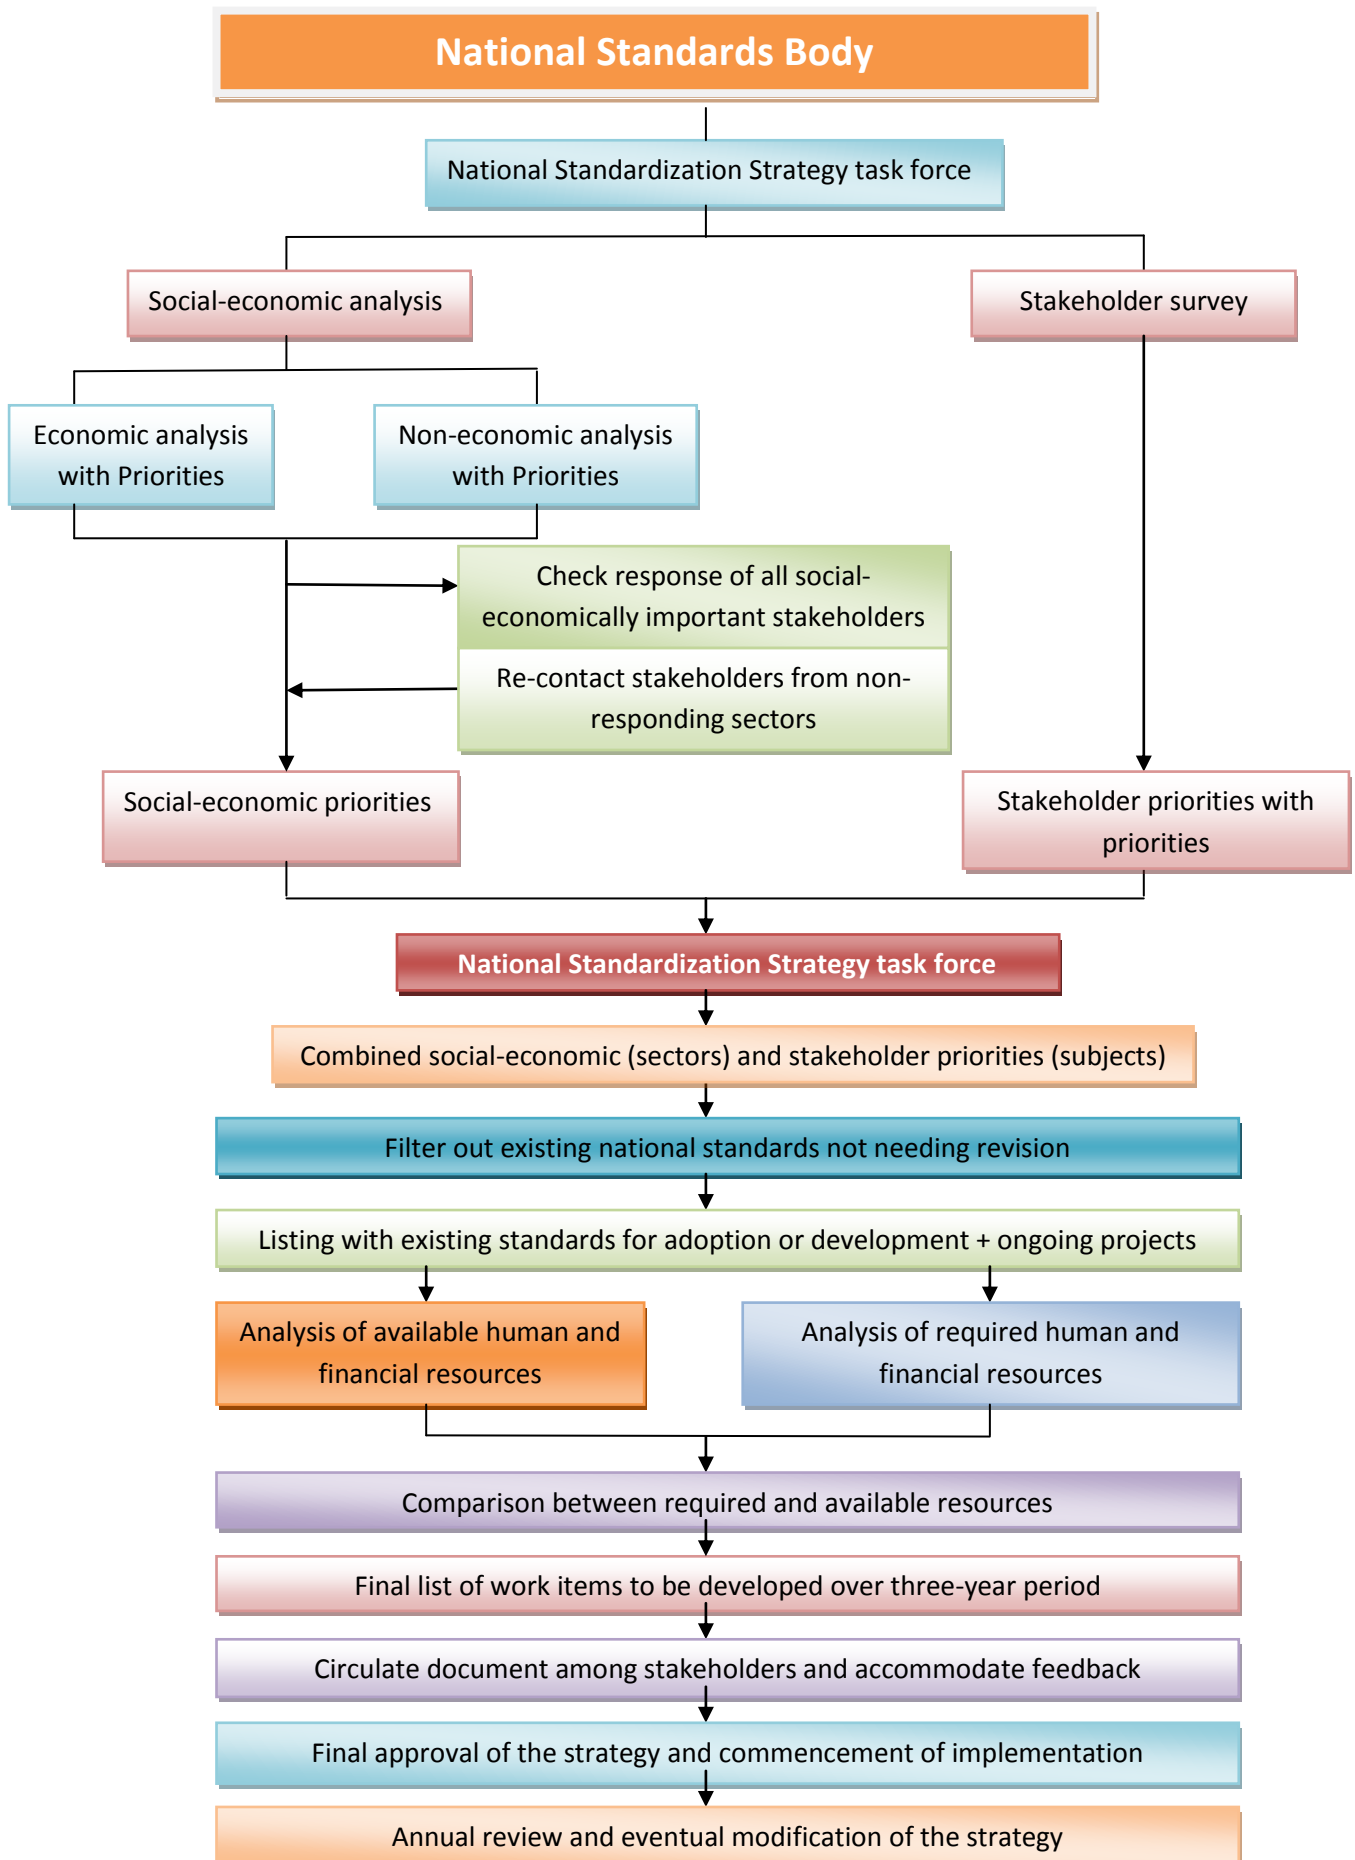 National Standards Body
National Standardization Strategy task force
Social-economic analysis
Stakeholder survey
Economic analysis
with Priorities
Non-economic analysis
with Priorities
Check response of all social-
economically important stakeholders
Re-contact stakeholders from non-
responding sectors
Social-economic priorities
Stakeholder priorities with
priorities
National Standardization Strategy task force
Combined social-economic (sectors) and stakeholder priorities (subjects)
Filter out existing national standards not needing revision
Listing with existing standards for adoption or development + ongoing projects
Analysis of available human and
financial resources
Analysis of required human and
financial resources
Comparison between required and available resources
Final list of work items to be developed over three-year period
Circulate document among stakeholders and accommodate feedback
Final approval of the strategy and commencement of implementation
Annual review and eventual modification of the strategy